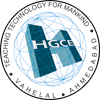 TEACHING TECHNOLOGY FOR MANKIND
HGCE
VAHELAL, AHMEDABAD